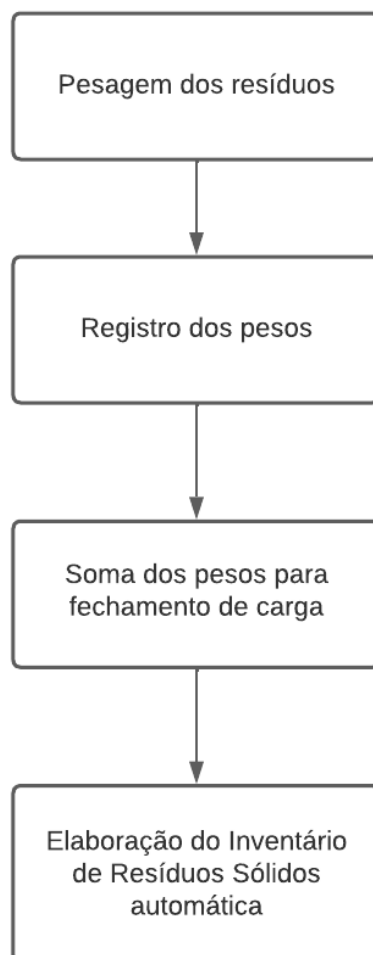 Pesagem dos resíduos
Registro dos pesos
Soma dos pesos para
fechamento de carga
Elaboração do Inventário
de Resíduos Sólidos
automática